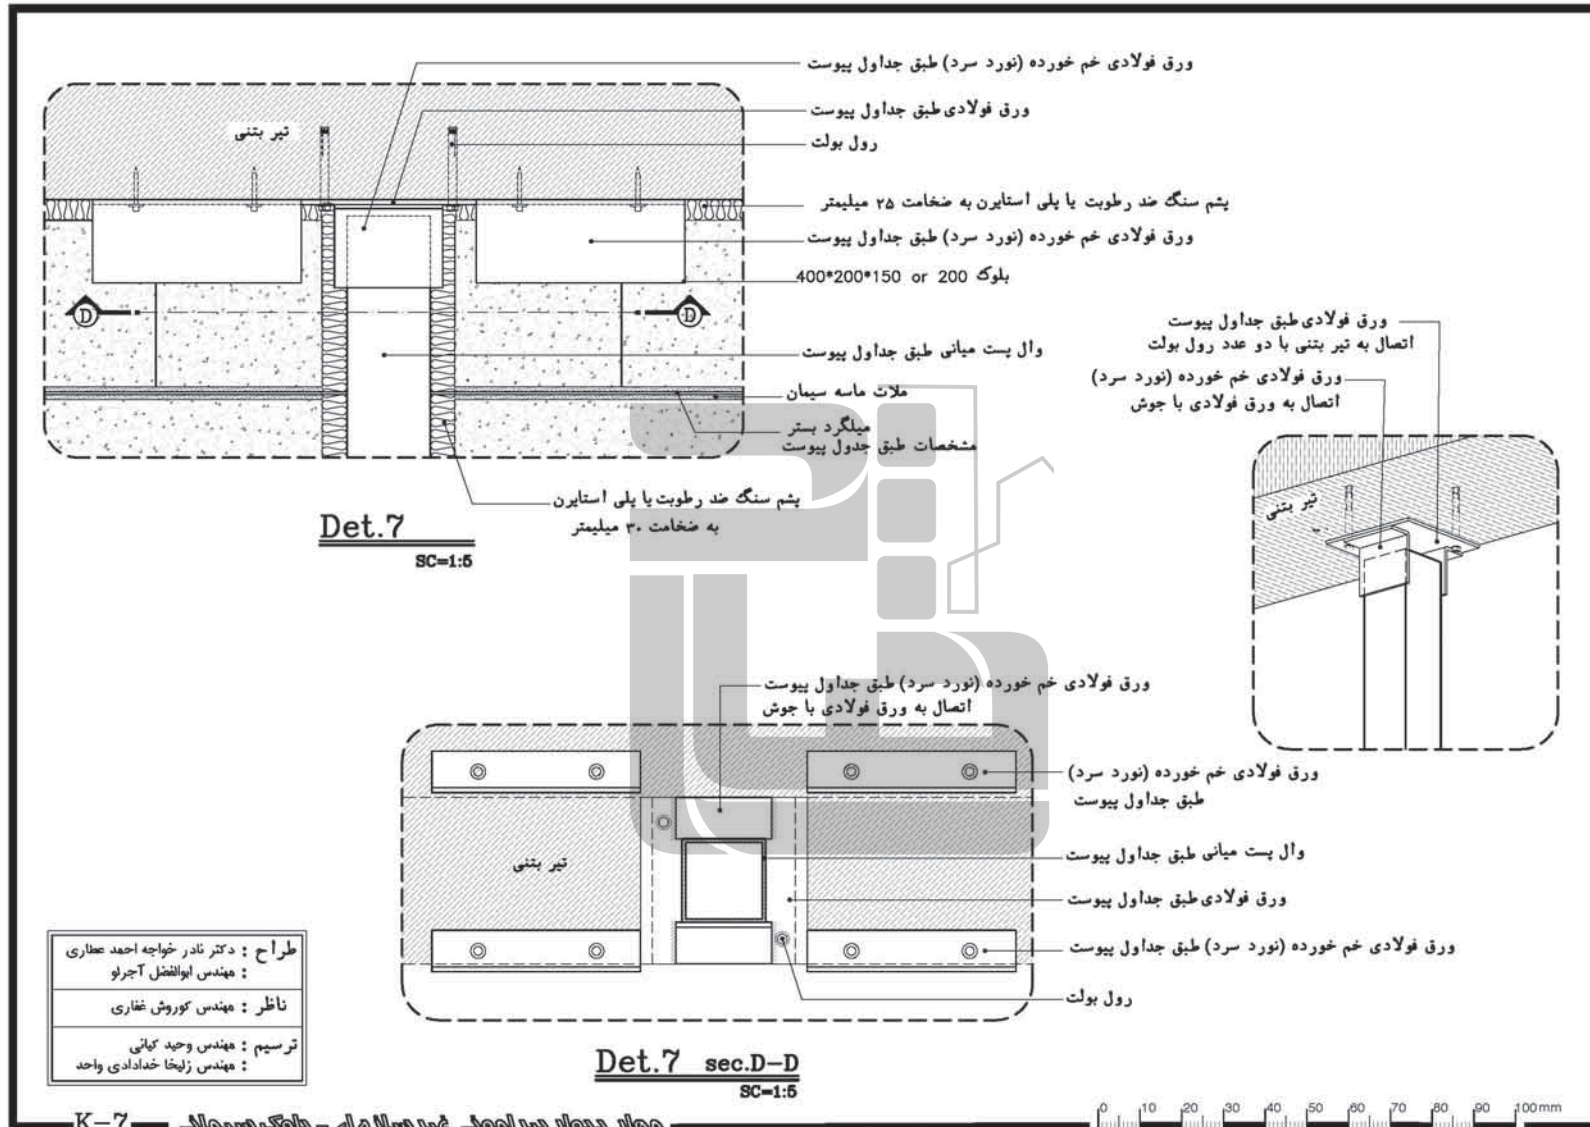 ورق فولادی خم خورده (نورد سرد) طبق جداول پیوست
ورق فولادی طبق جداول پیوست
تیر بتنی
رول بولت
پشم سنگ ضد رطوبت یا پلی استایرن به ضخامت ۲۵ میلیمتر
ورق فولادی خم خورده (نورد سرد) طبق جداول پیوست
بلوک 400*200*150 or 200
D
D
وال پست میانی طبق جداول پیوست
ملات ماسه سیمان
میلگرد بستر
مشخصات طبق جدول پیوست
پشم سنگ ضد رطوبت یا پلی استایرن
به ضخامت ۳۰ میلیمتر
Det.7
SC=1:5
ورق فولادی طبق جداول پیوست
اتصال به تیر بتنی با دو عدد رول بولت
ورق فولادی خم خورده (نورد سرد)
اتصال به ورق فولادی با جوش
تیر بتنی
ورق فولادی خم خورده (نورد سرد) طبق جداول پیوست
اتصال به ورق فولادی با جوش
ورق فولادی خم خورده (نورد سرد)
طبق جداول پیوست
تیر بتنی
وال پست میانی طبق جداول پیوست
ورق فولادی طبق جداول پیوست
ورق فولادی خم خورده (نورد سرد) طبق جداول پیوست
رول بولت
Det.7 sec.D-D
SC=1:5
طراح : دکتر نادر خواجه احمد عطاری
: مهندس ابوالفضل آجرلو
ناظر : مهندس کوروش غفاری
ترسیم : مهندس وحید کیانی
: مهندس زلیخا خدادادی واحد
K-7
0 10 20 30 40 50 60 70 80 90 100mm